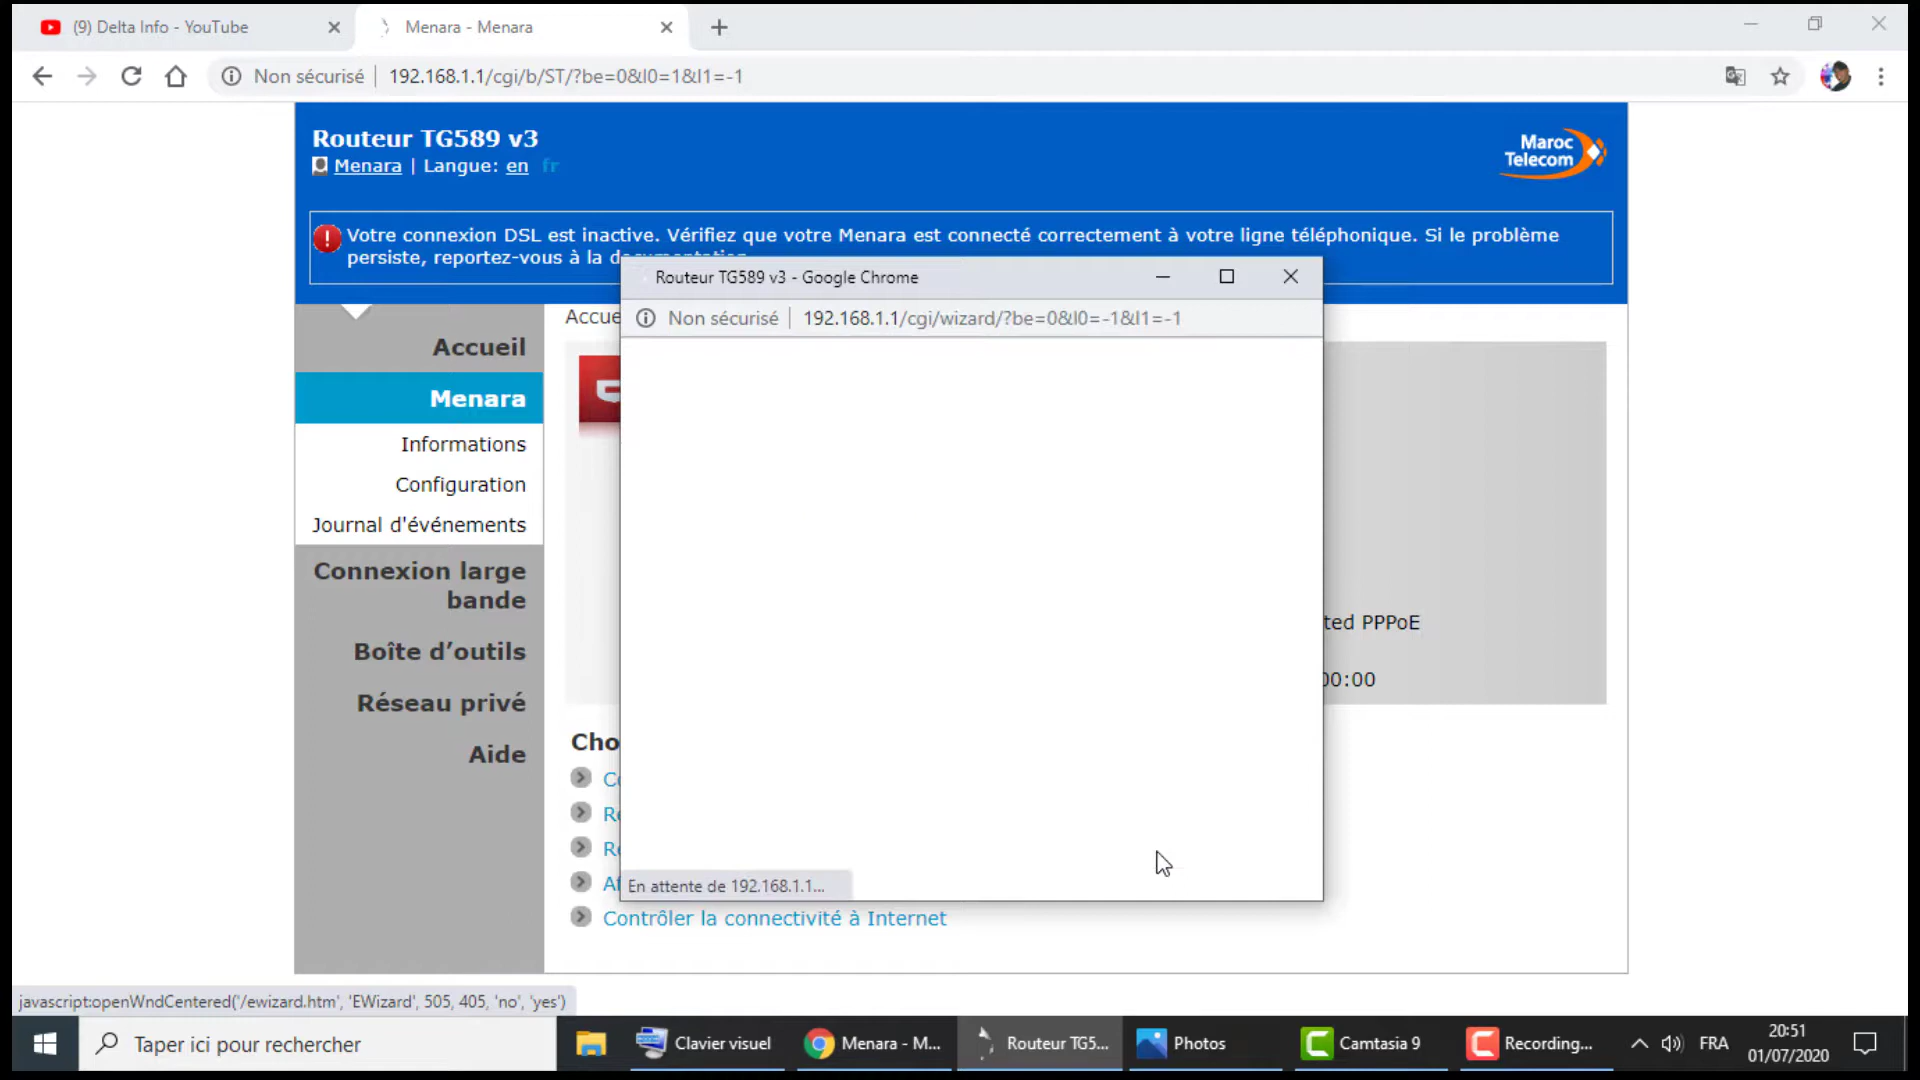 (9) Delta Info - YouTube
Menara - Menara
Non sécurisé
192.168.1.1/cgi/b/ST/?be=0&l0=1&l1=-1
Routeur TG589 v3
Menara | Langue: en fr
Maroc
Telecom
Votre connexion DSL est inactive. Vérifiez que votre Menara est connecté correctement à votre ligne téléphonique. Si le problème
persiste, reportez-vous à la documentation.
Routeur TG589 v3 - Google Chrome
Non sécurisé
192.168.1.1/cgi/wizard/?be=0&l0=-1&l1=-1
Accue
Accueil
Menara
Informations
Configuration
Journal d'événements
Connexion large
bande
Boîte d'outils
Réseau privé
Aide
ted PPPoE
00:00
Cho
Co
Re
Re
Af
En attente de 192.168.1.1...
Contrôler la connectivité à Internet
javascript:openWndCentered('/ewizard.htm', 'EWizard', 505, 405, 'no', 'yes')
Taper ici pour rechercher
Clavier visuel
Menara - M...
Routeur TG5...
Photos
Camtasia 9
Recording...
FRA
20:51
01/07/2020